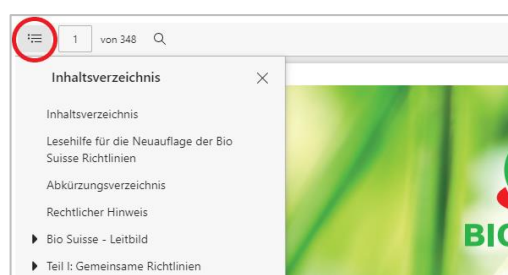 1 von 348
Inhaltsverzeichnis
Inhaltsverzeichnis
Lesehilfe für die Neuauflage der Bio
Suisse Richtlinien
Abkürzungsverzeichnis
Rechtlicher Hinweis
Bio Suisse - Leitbild
Teil I: Gemeinsame Richtlinien